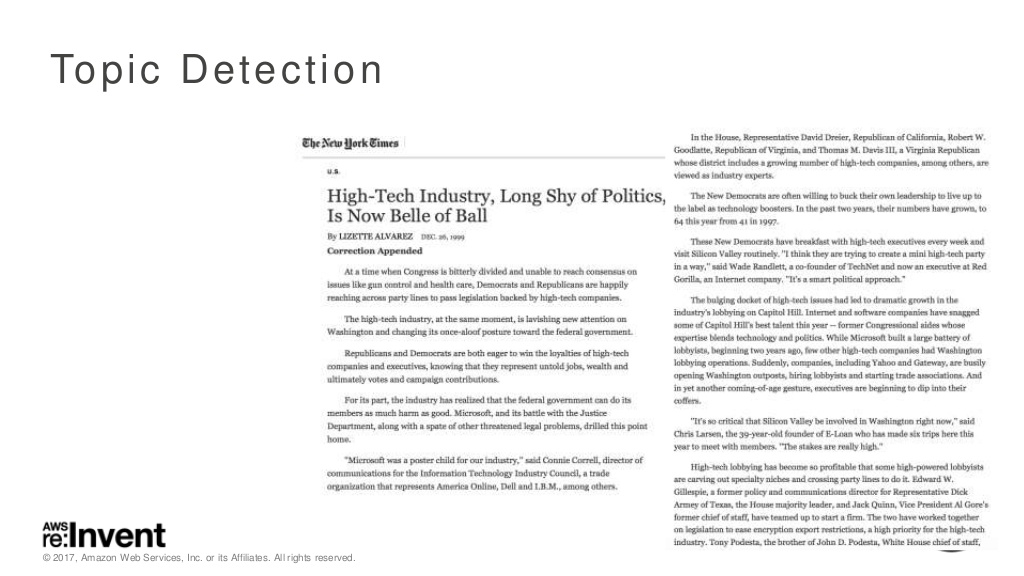 Topic Detection
The New York Times
U.S.
High-Tech Industry, Long Shy of Politics,
Is Now Belle of Ball
By LIZETTE ALVAREZ DEC. 26, 1999
Correction Appended
At a time when Congress is bitterly divided and unable to reach consensus on
issues like gun control and health care, Democrats and Republicans are happily
reaching across party lines to pass legislation backed by high-tech companies.
The high-tech industry, at the same moment, is lavishing new attention on
Washington and changing its once-aloof posture toward the federal government.
Republicans and Democrats are both eager to win the loyalties of high-tech
companies and executives, knowing that they represent untold jobs, wealth and
ultimately votes and campaign contributions.
For its part, the industry has realized that the federal government can do its
members as much harm as good. Microsoft, and its battle with the Justice
Department, along with a spate of other threatened legal problems, drilled this point
home.
"Microsoft was a poster child for our industry," said Connie Correll, director of
communications for the Information Technology Industry Council, a trade
organization that represents America Online, Dell and I.B.M., among others.
In the House, Representative David Dreier, Republican of California, Robert W.
Goodlatte, Republican of Virginia, and Thomas M. Davis III, a Virginia Republican
whose district includes a growing number of high-tech companies, among others, are
viewed as industry experts.
The New Democrats are often willing to buck their own leadership to live up to
the label as technology boosters. In the past two years, their numbers have grown, to
64 this year from 41 in 1997.
These New Democrats have breakfast with high-tech executives every week and
visit Silicon Valley routinely. "I think they are trying to create a mini high-tech party
in a way," said Wade Randlett, a co-founder of TechNet and now an executive at Red
Gorilla, an Internet company. "It's a smart political approach."
The bulging docket of high-tech issues had led to dramatic growth in the
industry's lobbying on Capitol Hill. Internet and software companies have snagged
some of Capitol Hill's best talent this year -- former Congressional aides whose
expertise blends technology and politics. While Microsoft built a large battery of
lobbyists, beginning two years ago, few other high-tech companies had Washington
lobbying operations. Suddenly, companies, including Yahoo and Gateway, are busily
opening Washington outposts, hiring lobbyists and starting trade associations. And
in yet another coming-of-age gesture, executives are beginning to dip into their
coffers.
"It's so critical that Silicon Valley be involved in Washington right now," said
Chris Larsen, the 39-year-old founder of E-Loan who has made six trips here this
year to meet with members. "The stakes are really high."
High-tech lobbying has become so profitable that some high-powered lobbyists
are carving out specialty niches and crossing party lines to do it. Edward W.
Gillespie, a former policy and communications director for Representative Dick
Armey of Texas, the House majority leader, and Jack Quinn, Vice President Al Gore's
former chief of staff, have teamed up to start a firm. The two have worked together
on legislation to ease encryption export restrictions, a high priority for the high-tech
industry. Tony Podesta, the brother of John D. Podesta, White House chief of staff,
AWS
re:Invent
© 2017, Amazon Web Services, Inc. or its Affiliates. All rights reserved.